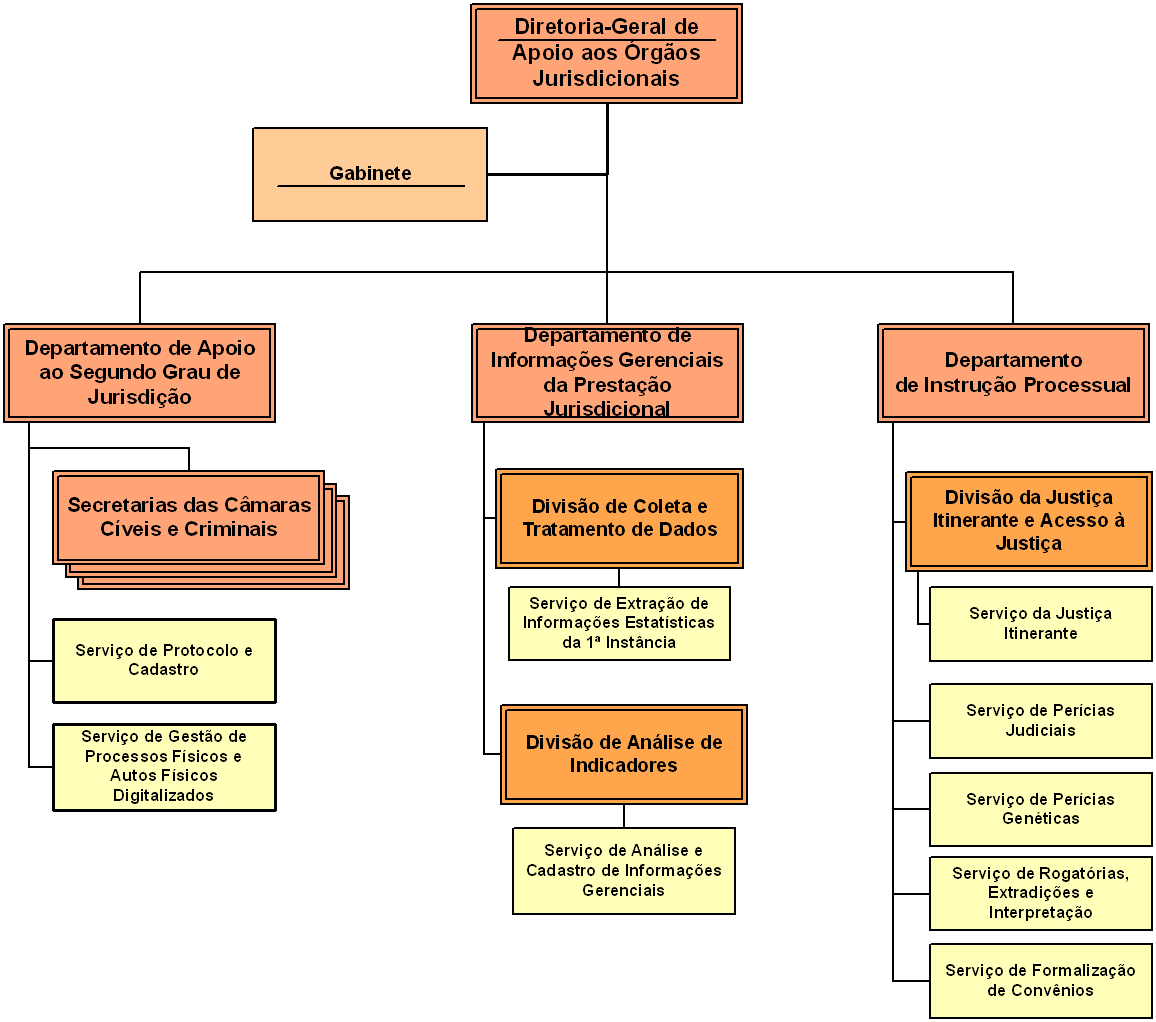 Diretoria-Geral de
Apoio aos Órgãos
Jurisdicionais
Gabinete
Departamento de Apoio
ao Segundo Grau de
Jurisdição
Secretarias das Câmaras
Cíveis e Criminais
Serviço de Protocolo e
Cadastro
Serviço de Gestão de
Processos Físicos e
Autos Físicos
Digitalizados
Departamento de
Informações Gerenciais
da Prestação
Jurisdicional
Divisão de Coleta e
Tratamento de Dados
Serviço de Extração de
Informações Estatísticas
da 1ª Instância
Divisão de Análise de
Indicadores
Serviço de Análise e
Cadastro de Informações
Gerenciais
Departamento
de Instrução Processual
Divisão da Justiça
Itinerante e Acesso à
Justiça
Serviço da Justiça
Itinerante
Serviço de Perícias
Judiciais
Serviço de Perícias
Genéticas
Serviço de Rogatórias,
Extradições e
Interpretação
Serviço de Formalização
de Convênios